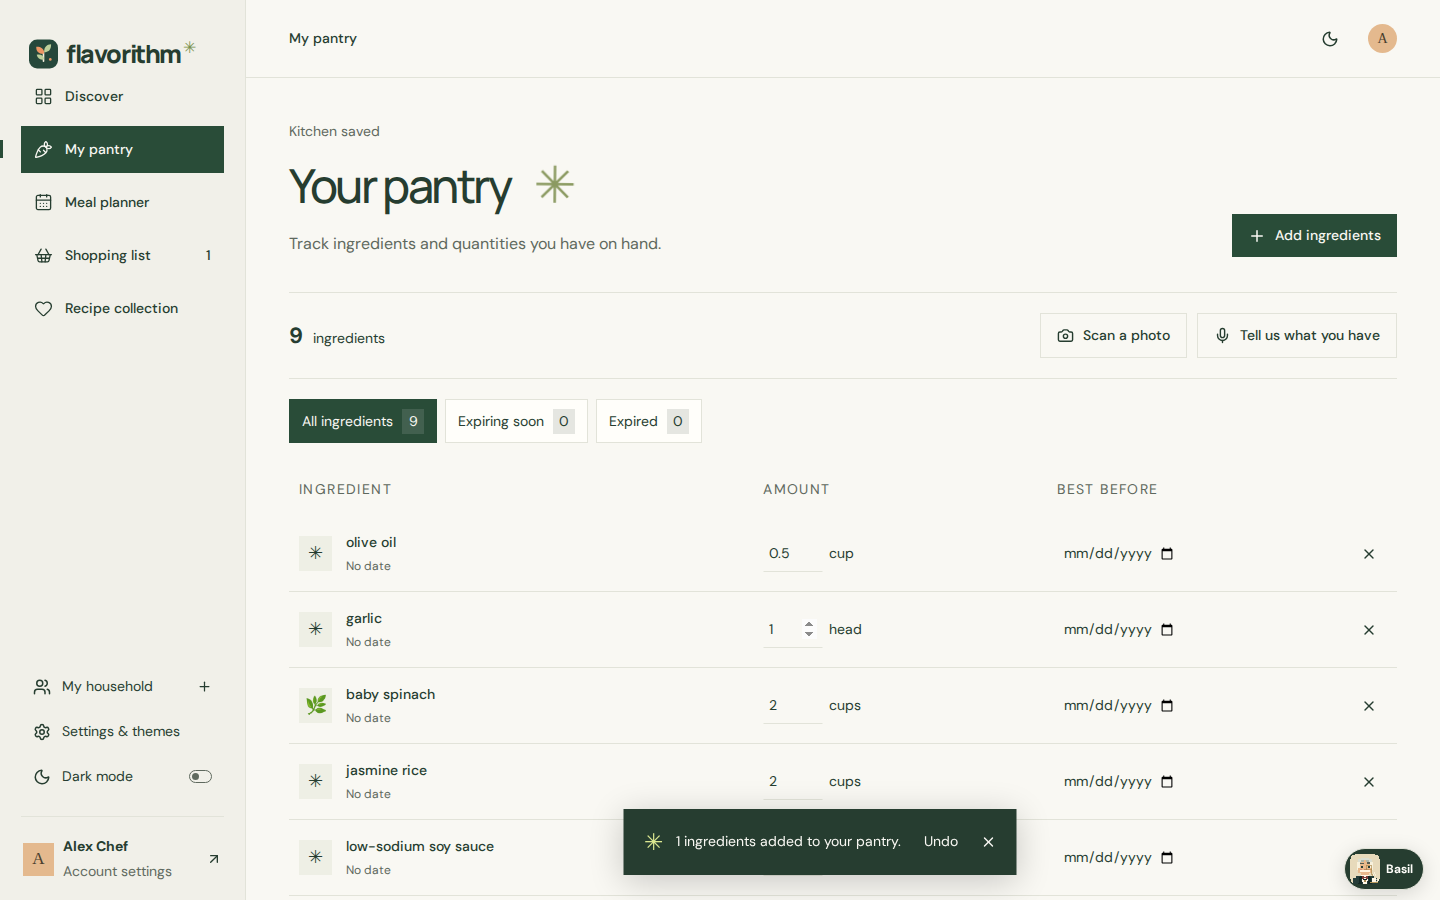 flavorithm
Discover
My pantry
Meal planner
Shopping list 1
Recipe collection
My household
Settings & themes
Dark mode
A
Alex Chef
Account settings
My pantry
A
Kitchen saved
Your pantry
Track ingredients and quantities you have on hand.
Add ingredients
9 ingredients
Scan a photo
Tell us what you have
All ingredients 9
Expiring soon 0
Expired 0
INGREDIENT AMOUNT BEST BEFORE
olive oil
No date
0.5 cup
mm/dd/yyyy
garlic
No date
1 head
mm/dd/yyyy
baby spinach
No date
2 cups
mm/dd/yyyy
jasmine rice
No date
2 cups
mm/dd/yyyy
low-sodium soy sauce
No date
mm/dd/yyyy
1 ingredients added to your pantry. Undo
Basil